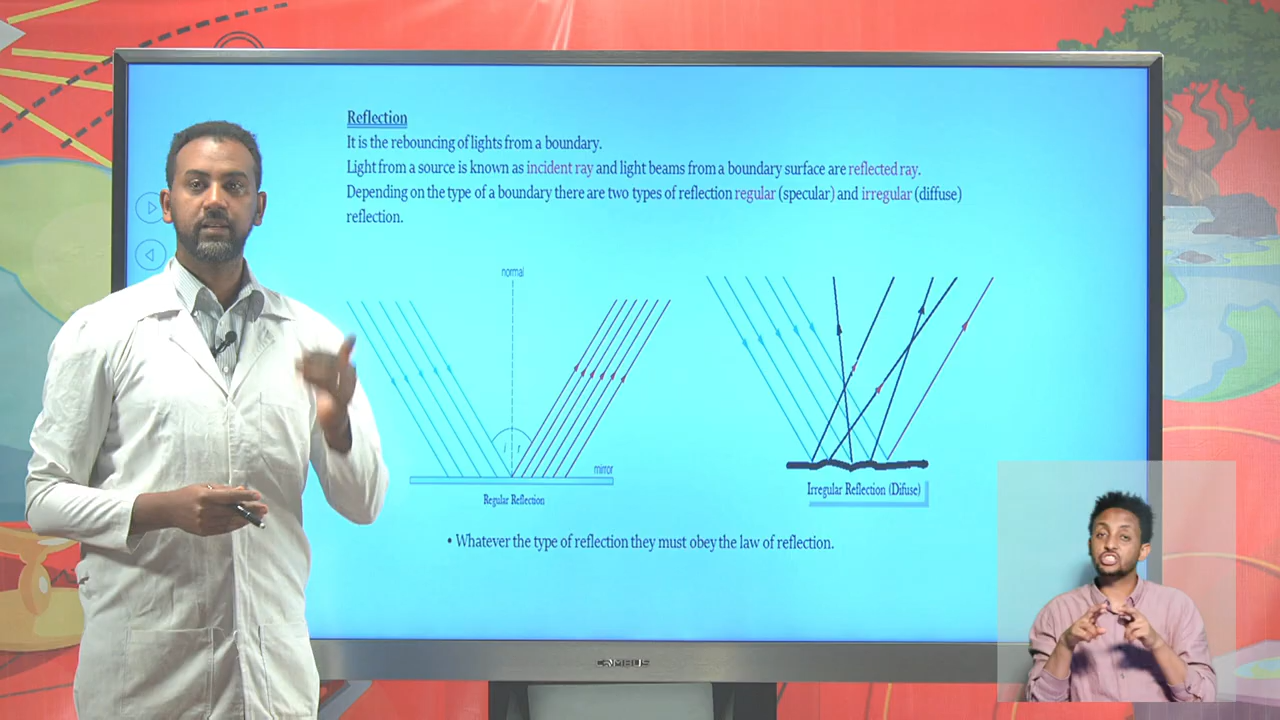 Reflection
It is the rebouncing of lights from a boundary.
Light from a source is known as incident ray and light beams from a boundary surface are reflected ray.
Depending on the type of a boundary there are two types of reflection regular (specular) and irregular (diffuse)
reflection.
normal
i r
mirror
Regular Reflection
Irregular Reflection (Difuse)
• Whatever the type of reflection they must obey the law of reflection.
CAMBUS